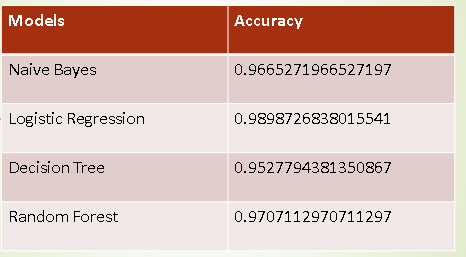 Models Accuracy
Naive Bayes 0.9665271966527197
Logistic Regression 0.9898726838015541
Decision Tree 0.9527794381350867
Random Forest 0.9707112970711297